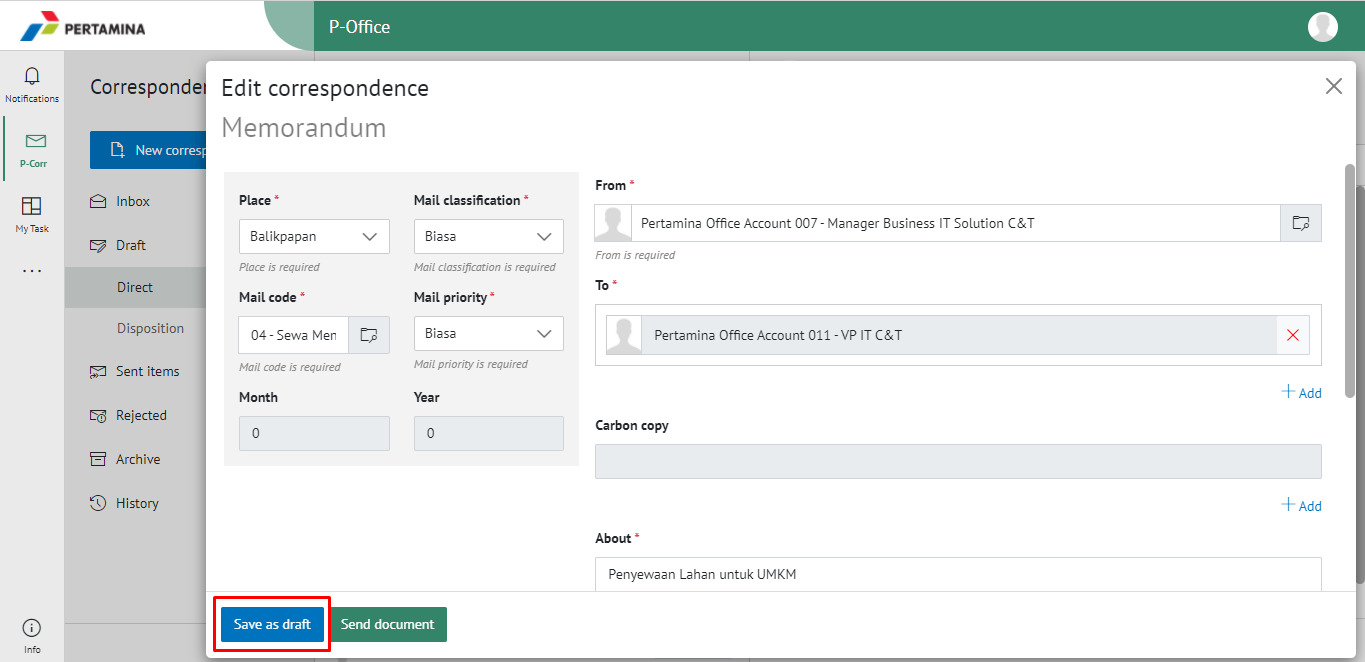 PERTAMINA
P-Office
Notifications
P-Corr
My Task
...
Info
Corresponden
New corresp
Inbox
Draft
Direct
Disposition
Sent items
Rejected
Archive
History
Edit correspondence
Memorandum
Place *
Balikpapan
Place is required
Mail classification *
Biasa
Mail classification is required
Mail code *
04 - Sewa Men
Mail code is required
Mail priority *
Biasa
Mail priority is required
Month
0
Year
0
From *
Pertamina Office Account 007 - Manager Business IT Solution C&T
From is required
To *
Pertamina Office Account 011 - VP IT C&T
Add
Carbon copy
Add
About *
Penyewaan Lahan untuk UMKM
Save as draft
Send document